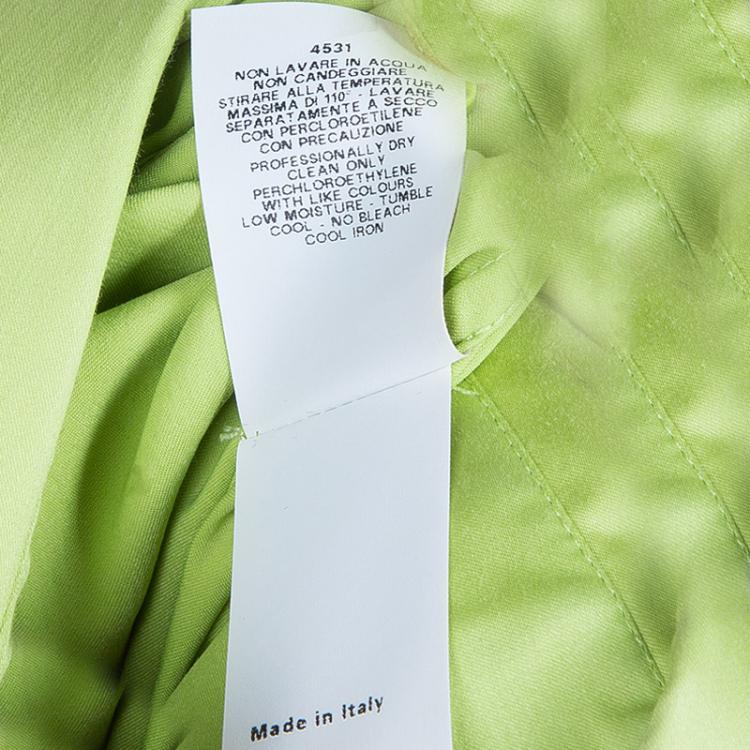 4531
NON LAVARE IN ACQUA
NON CANDEGGIARE
STIRARE ALLA TEMPERATURA
MASSIMA DI 110° - LAVARE
SEPARATAMENTE A SECCO
CON PERCLOROETILENE
CON PRECAUZIONE
PROFESSIONALLY DRY
CLEAN ONLY
PERCHLOROETHYLENE
WITH LIKE COLOURS
LOW MOISTURE - TUMBLE
COOL - NO BLEACH
COOL IRON
Made in Italy